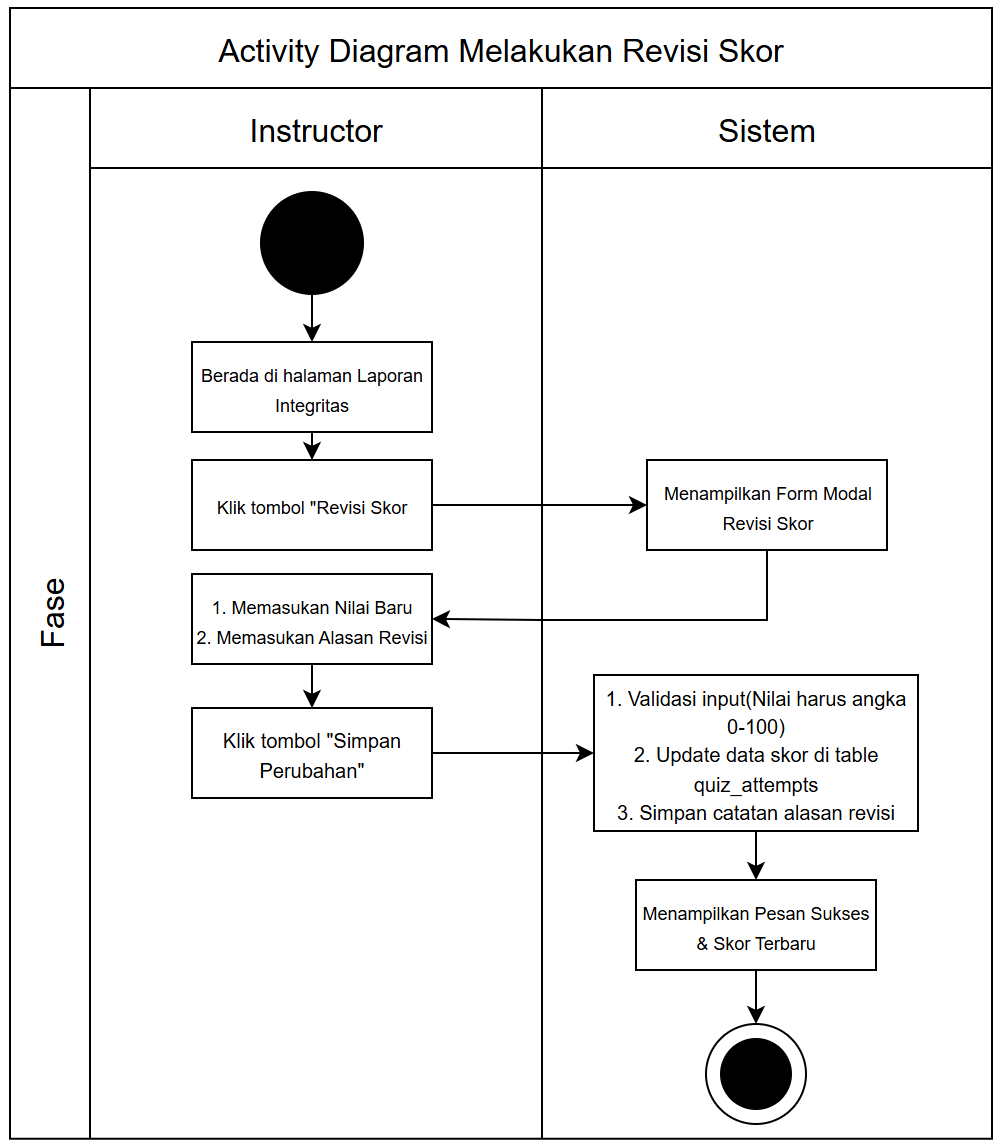 Activity Diagram Melakukan Revisi Skor
Instructor
Sistem
Fase
Berada di halaman Laporan
Integritas
Klik tombol "Revisi Skor
Menampilkan Form Modal
Revisi Skor
1. Memasukan Nilai Baru
2. Memasukan Alasan Revisi
Klik tombol "Simpan
Perubahan"
1. Validasi input(Nilai harus angka
0-100)
2. Update data skor di table
quiz_attempts
3. Simpan catatan alasan revisi
Menampilkan Pesan Sukses
& Skor Terbaru